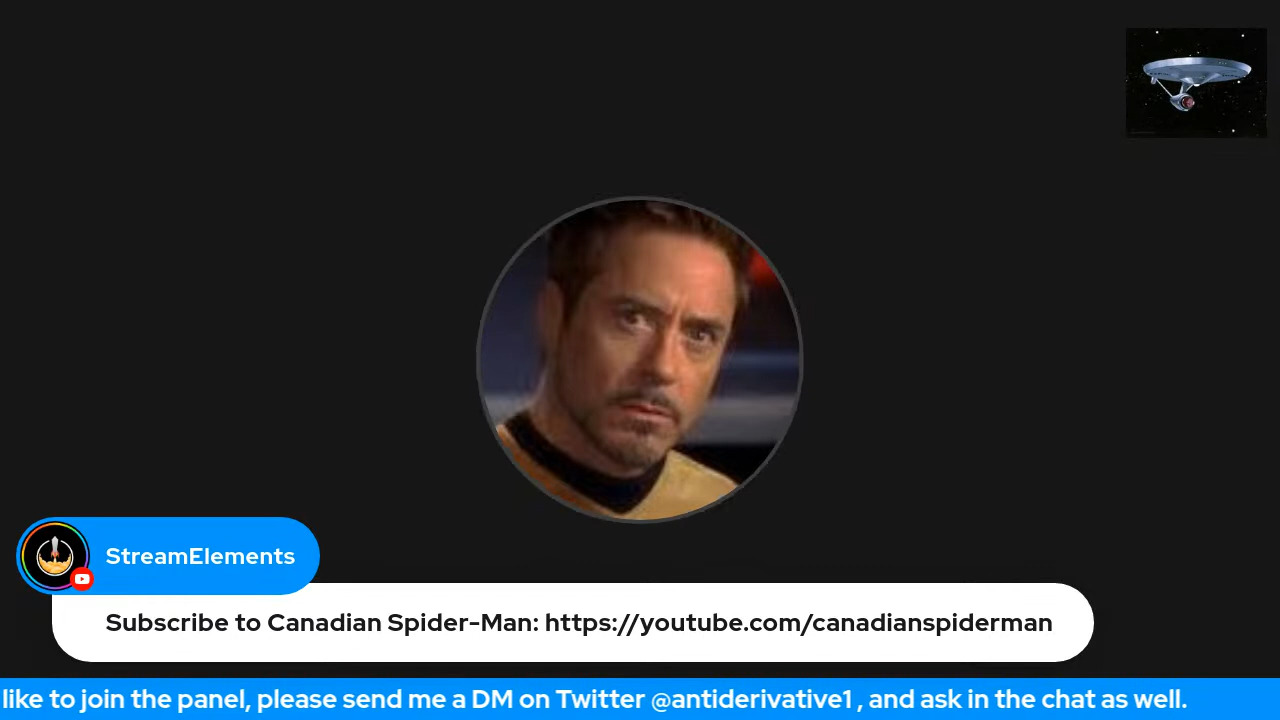 StreamElements
Subscribe to Canadian Spider-Man: https://youtube.com/canadianspiderman
like to join the panel, please send me a DM on Twitter @antiderivative1 , and ask in the chat as well.